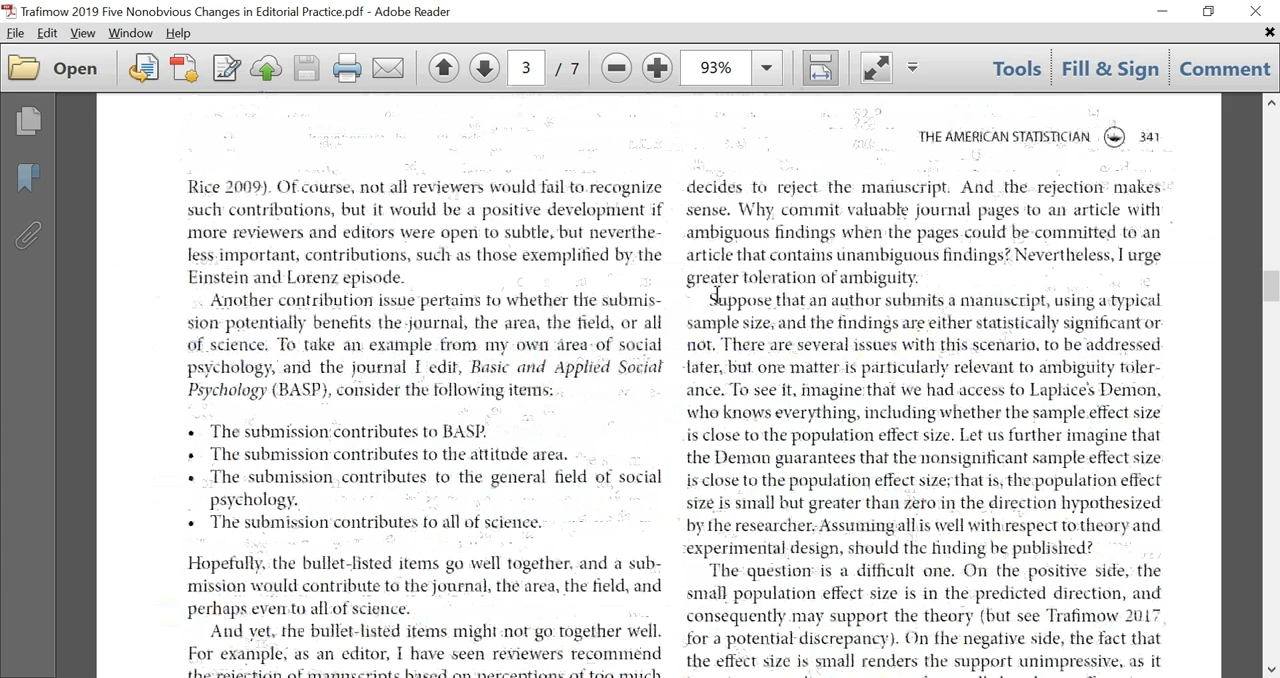 Trafimow 2019 Five Nonobvious Changes in Editorial Practice.pdf - Adobe Reader
File Edit View Window Help
Open 3 / 7 93% Tools Fill & Sign Comment
THE AMERICAN STATISTICIAN 341
Rice 2009). Of course, not all reviewers would fail to recognize
such contributions, but it would be a positive development if
more reviewers and editors were open to subtle, but neverthe-
less important, contributions, such as those exemplified by the
Einstein and Lorenz episode.
Another contribution issue pertains to whether the submis-
sion potentially benefits the journal, the area, the field, or all
of science. To take an example from my own area of social
psychology, and the journal I edit, Basic and Applied Social
Psychology (BASP), consider the following items:
• The submission contributes to BASP.
• The submission contributes to the attitude area.
• The submission contributes to the general field of social
psychology.
• The submission contributes to all of science.
Hopefully, the bullet-listed items go well together, and a sub-
mission would contribute to the journal, the area, the field, and
perhaps even to all of science.
And yet, the bullet-listed items might not go together well.
For example, as an editor, I have seen reviewers recommend
the rejection of manuscripts based on perceptions of too much
decides to reject the manuscript. And the rejection makes
sense. Why commit valuable journal pages to an article with
ambiguous findings when the pages could be committed to an
article that contains unambiguous findings? Nevertheless, I urge
greater toleration of ambiguity.
Suppose that an author submits a manuscript, using a typical
sample size, and the findings are either statistically significant or
not. There are several issues with this scenario, to be addressed
later, but one matter is particularly relevant to ambiguity toler-
ance. To see it, imagine that we had access to Laplace's Demon,
who knows everything, including whether the sample effect size
is close to the population effect size. Let us further imagine that
the Demon guarantees that the nonsignificant sample effect size
is close to the population effect size; that is, the population effect
size is small but greater than zero in the direction hypothesized
by the researcher. Assuming all is well with respect to theory and
experimental design, should the finding be published?
The question is a difficult one. On the positive side, the
small population effect size is in the predicted direction, and
consequently may support the theory (but see Trafimow 2017
for a potential discrepancy). On the negative side, the fact that
the effect size is small renders the support unimpressive, as it